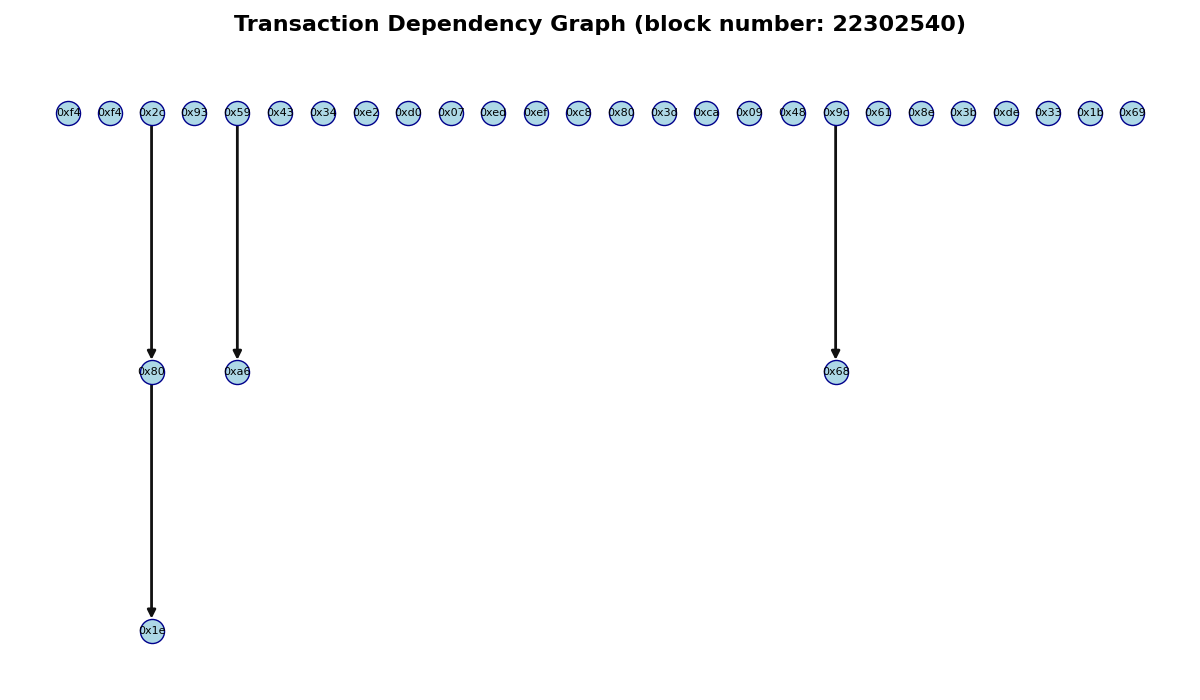 Transaction Dependency Graph (block number: 22302540)
0xf4 0xf4 0x2c 0x93 0x59 0x43 0x34 0xe2 0xd0 0x07 0xed 0xef 0xc8 0x80 0x3d 0xca 0x09 0x48 0x9c 0x61 0x8e 0x3b 0xde 0x33 0x1b 0x69
0x80 0xa6 0x68
0x1e